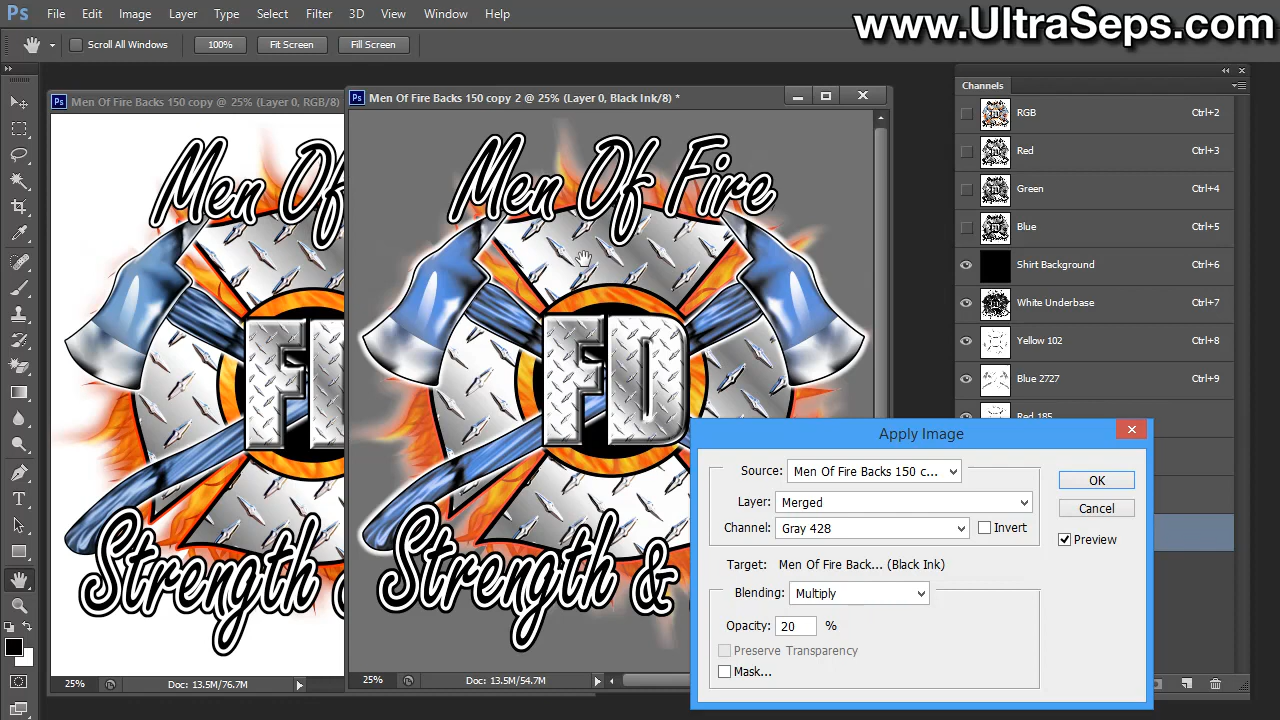 Ps File Edit Image Layer Type Select Filter 3D View Window Help
www.UltraSeps.com
Scroll All Windows 100% Fit Screen Fill Screen
Ps Men Of Fire Backs 150 copy @ 25% (Layer 0, RGB/8)
Ps Men Of Fire Backs 150 copy 2 @ 25% (Layer 0, Black Ink/8) *
Men Of
F
Strength &
25% Doc: 13.5M/76.7M
Men Of Fire
FD
Strength &
25% Doc: 13.5M/54.7M
Channels
RGB Ctrl+2
Red Ctrl+3
Green Ctrl+4
Blue Ctrl+5
Shirt Background Ctrl+6
White Underbase Ctrl+7
Yellow 102 Ctrl+8
Blue 2727 Ctrl+9
Red 185
Apply Image
Source: Men Of Fire Backs 150 c...
OK
Layer: Merged
Cancel
Channel: Gray 428 Invert
Preview
Target: Men Of Fire Back... (Black Ink)
Blending: Multiply
Opacity: 20 %
Preserve Transparency
Mask...